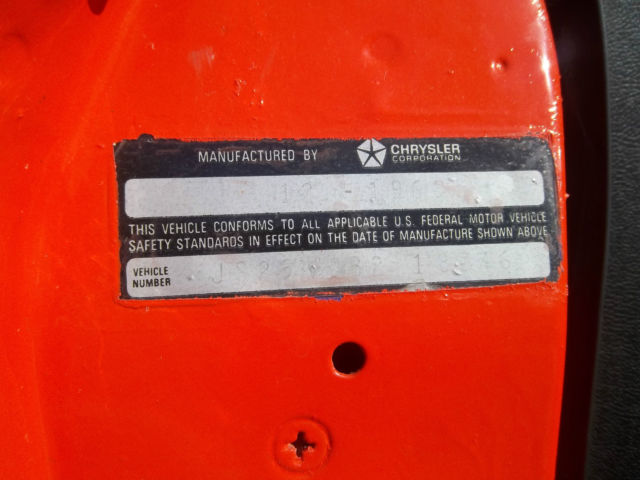 MANUFACTURED BY CHRYSLER CORPORATION
THIS VEHICLE CONFORMS TO ALL APPLICABLE U.S. FEDERAL MOTOR VEHICLE
SAFETY STANDARDS IN EFFECT ON THE DATE OF MANUFACTURE SHOWN ABOVE
VEHICLE
NUMBER